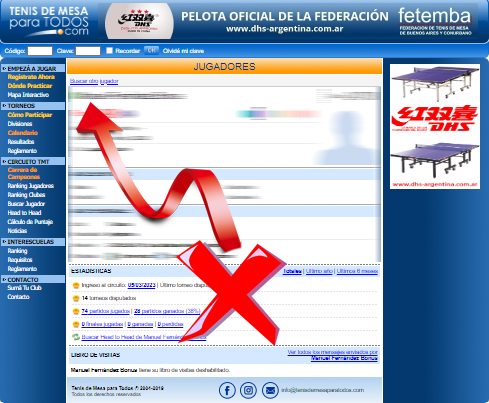 TENIS DE MESA
para TODOS
.com
PELOTA OFICIAL DE LA FEDERACIÓN
www.dhs-argentina.com.ar
fetemba
FEDERACIÓN DE TENIS DE MESA
DE BUENOS AIRES Y CONURBANO
Código: Clave: Recordar OK Olvidé mi clave
EMPEZÁ A JUGAR
Registrate Ahora
Dónde Practicar
Mapa Interactivo
TORNEOS
Cómo Participar
Divisiones
Calendario
Resultados
Reglamento
CIRCUITO TMT
Carrera de
Campeones
Ranking Jugadores
Ranking Clubes
Buscar Jugador
Head to Head
Cálculo de Puntaje
Noticias
INTERESCUELAS
Ranking
Requisitos
Reglamento
CONTACTO
Sumá Tu Club
Contacto
JUGADORES
Buscar otro jugador
ESTADISTICAS
Totales | Último año | Últimos 6 meses
Ingreso al circuito: 05/03/2023 | Último torneo
14 torneos disputados
74 partidos jugados | 28 partidos ganados (38%)
0 finales jugadas | 0 ganadas | 0 perdidas
Buscar Head to Head de Manuel Fernández
LIBRO DE VISITAS
Ver todos los mensajes enviados por
Manuel Fernández Bonus
Manuel Fernández Bonus tiene su libro de visitas deshabilitado.
Tenis de Mesa para Todos © 2004-2019
Todos los derechos reservados
info@tenisdemesaparatodos.com
红双喜
DHS
www.dhs-argentina.com.ar